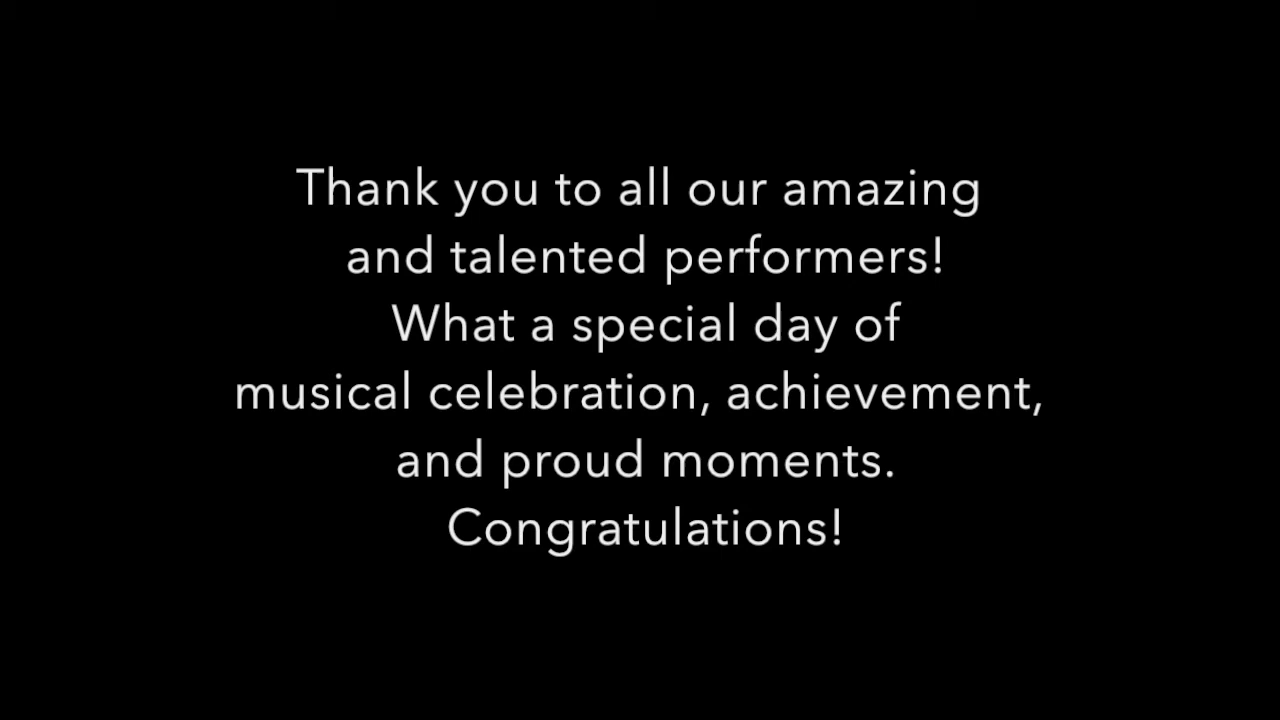 Thank you to all our amazing
and talented performers!
What a special day of
musical celebration, achievement,
and proud moments.
Congratulations!